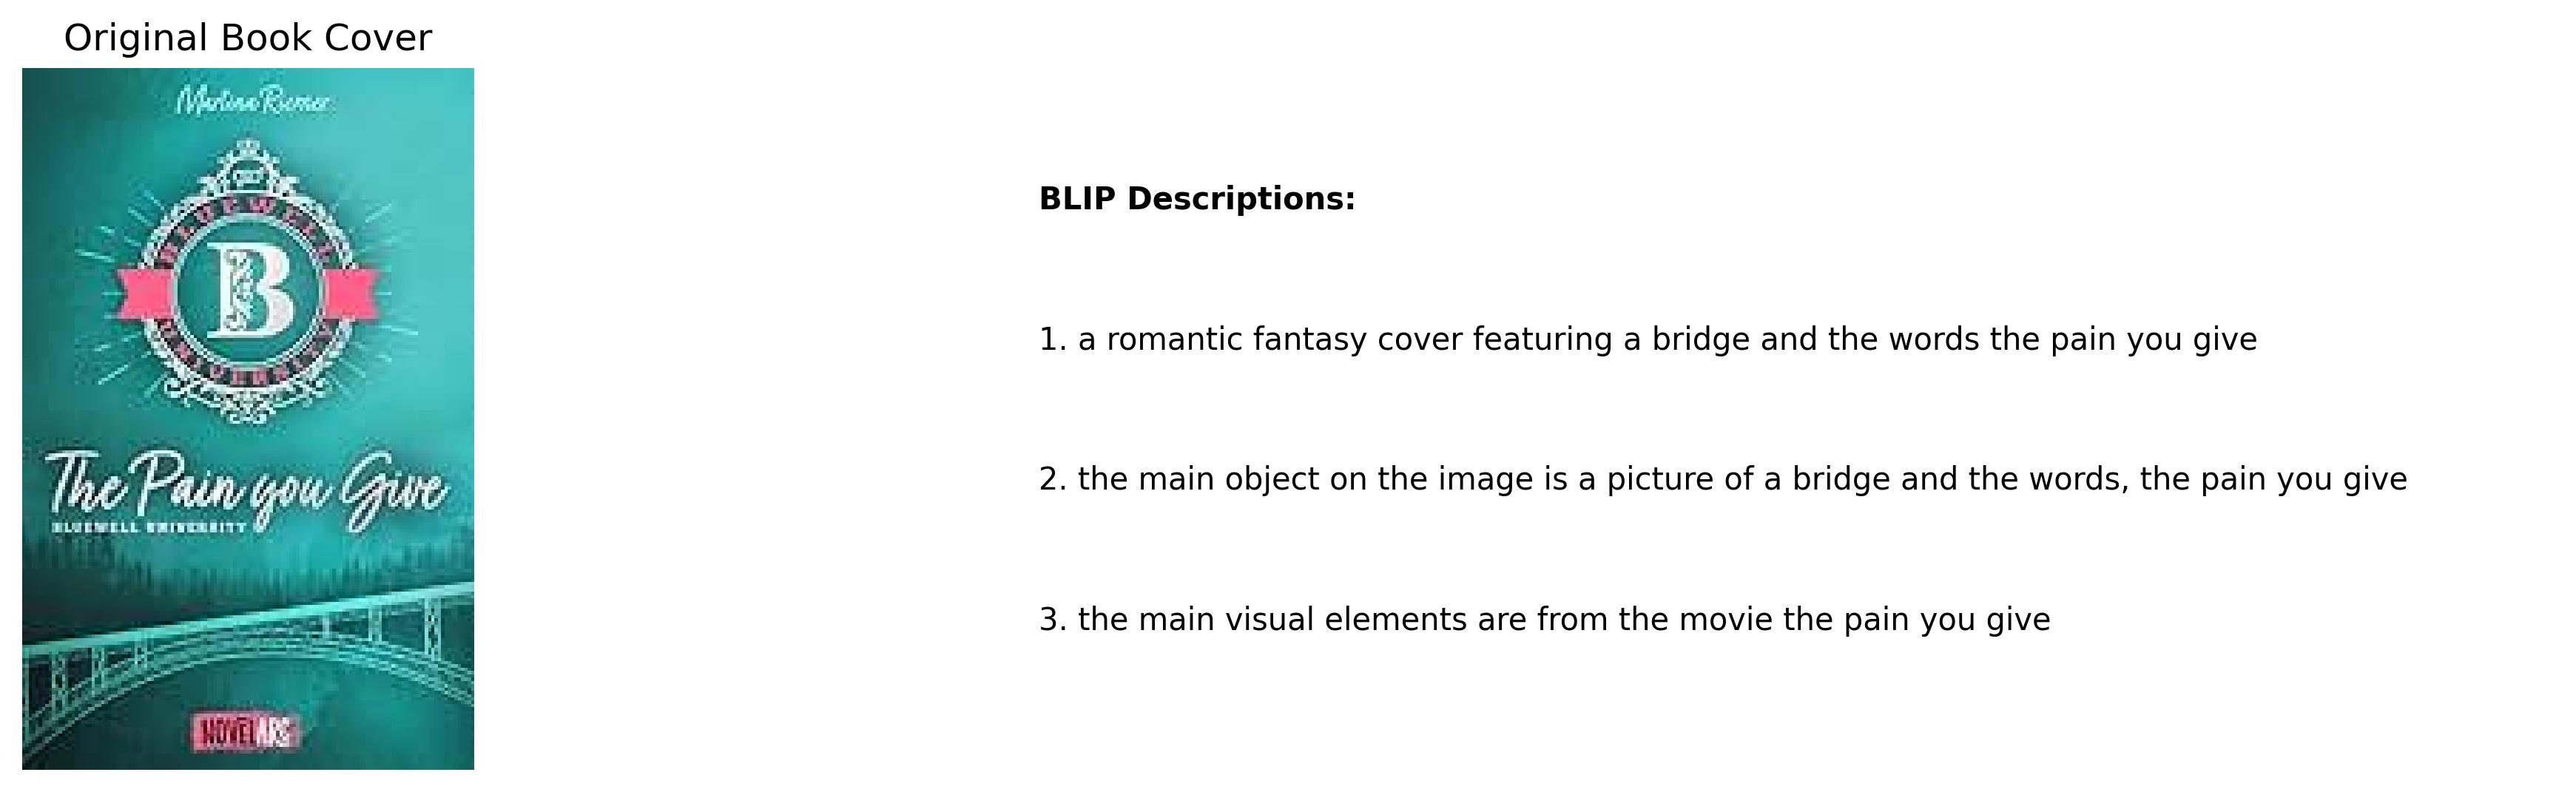 Original Book Cover
Martina Riemer
BLUEWELL
B
UNIVERSITY
The Pain you Give
BLUEWELL UNIVERSITY
NOVELARC
BLIP Descriptions:
1. a romantic fantasy cover featuring a bridge and the words the pain you give
2. the main object on the image is a picture of a bridge and the words, the pain you give
3. the main visual elements are from the movie the pain you give